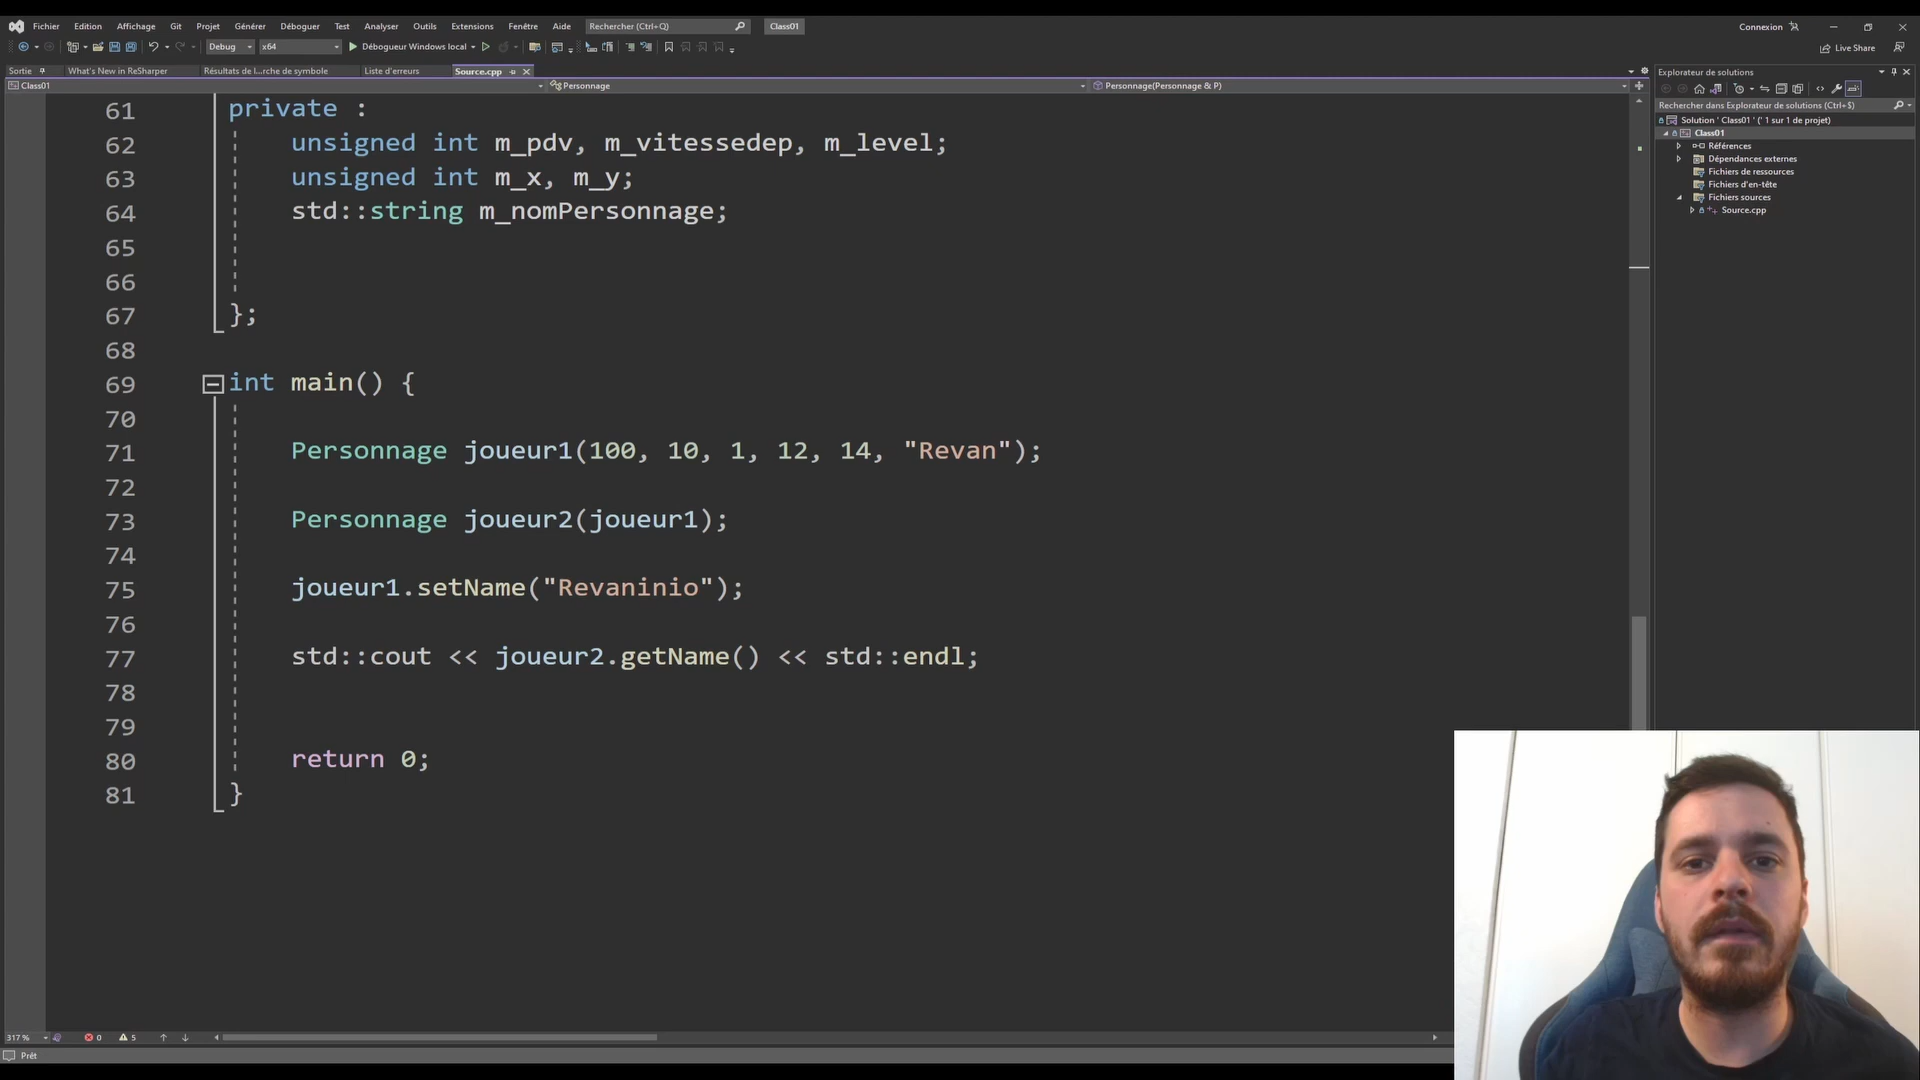 Fichier Edition Affichage Git Projet Générer Déboguer Test Analyser Outils Extensions Fenêtre Aide Rechercher (Ctrl+Q) Class01 Connexion
Debug x64 Débogueur Windows local Live Share
Sortie What's New in ReSharper Résultats de l...rche de symbole Liste d'erreurs Source.cpp
Class01 Personnage Personnage(Personnage & P)
61 private :
62 unsigned int m_pdv, m_vitessedep, m_level;
63 unsigned int m_x, m_y;
64 std::string m_nomPersonnage;
65
66
67 };
68
69 int main() {
70
71 Personnage joueur1(100, 10, 1, 12, 14, "Revan");
72
73 Personnage joueur2(joueur1);
74
75 joueur1.setName("Revaninio");
76
77 std::cout << joueur2.getName() << std::endl;
78
79
80 return 0;
81 }
Explorateur de solutions
Rechercher dans Explorateur de solutions (Ctrl+$)
Solution ' Class01 ' (' 1 sur 1 de projet)
Class01
Références
Dépendances externes
Fichiers de ressources
Fichiers d'en-tête
Fichiers sources
Source.cpp
317 % 0 5
Prêt